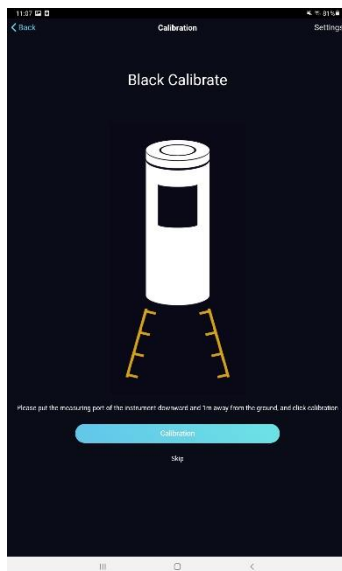 11:07 81%
Back Calibration Settings
Black Calibrate
Please put the measuring port of the instrument downward and 1m away from the ground, and click calibration
Calibration
Skip